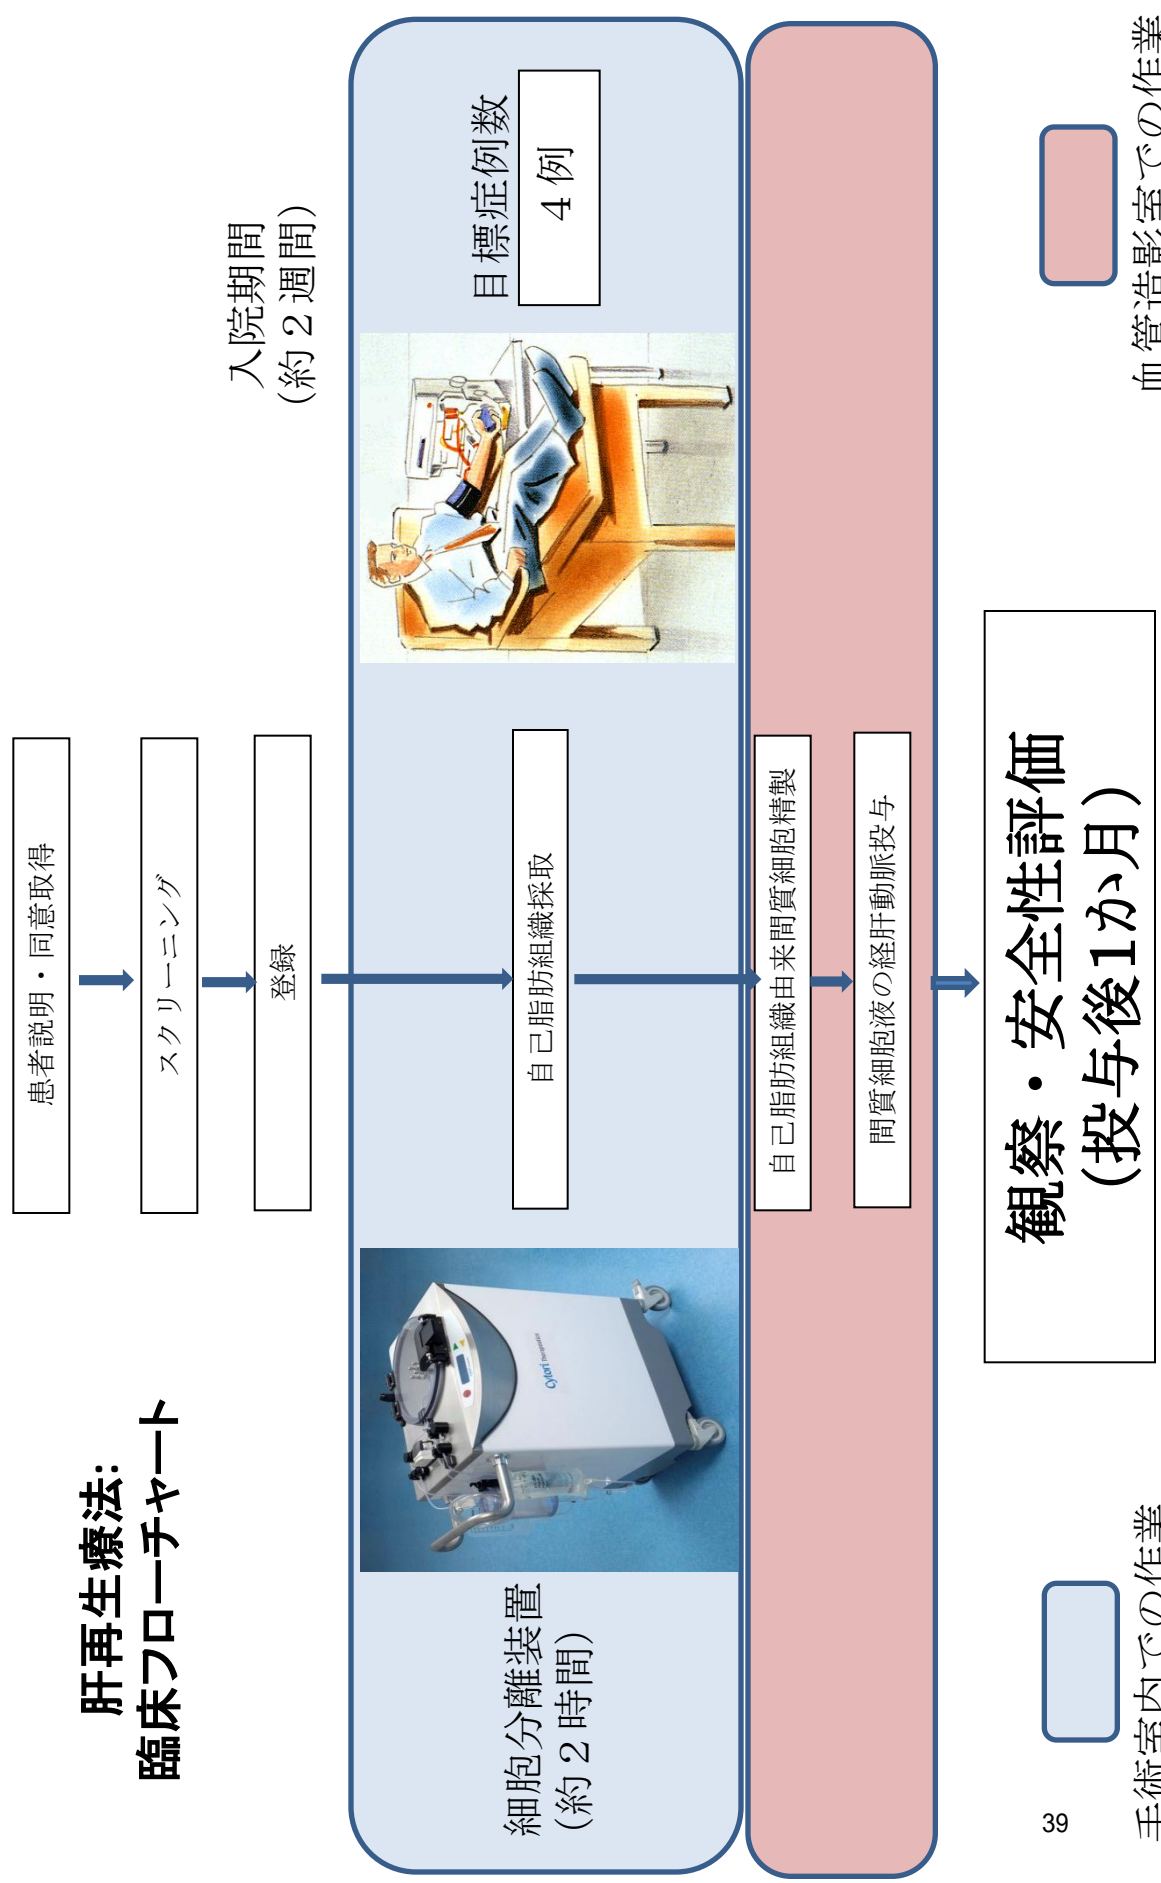 肝再生療法:
臨床フローチャート
患者説明・同意取得
スクリーニング
登録
入院期間
(約２週間)
細胞分離装置
(約２時間)
Cytori Therapeutics
自己脂肪組織採取
目標症例数
４例
自己脂肪組織由来間質細胞精製
間質細胞液の経肝動脈投与
観察・安全性評価
(投与後1か月)
手術室内での作業
血管造影室での作業
39